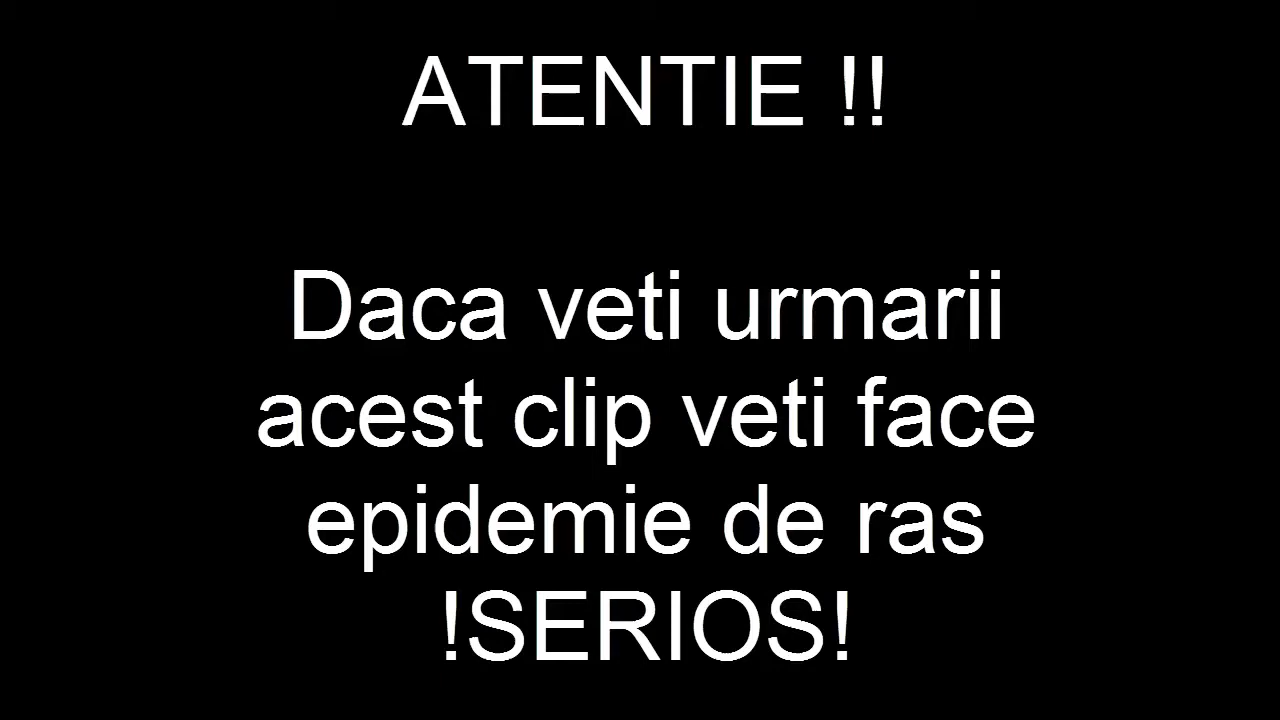 ATENTIE !!
Daca veti urmarii
acest clip veti face
epidemie de ras
!SERIOS!